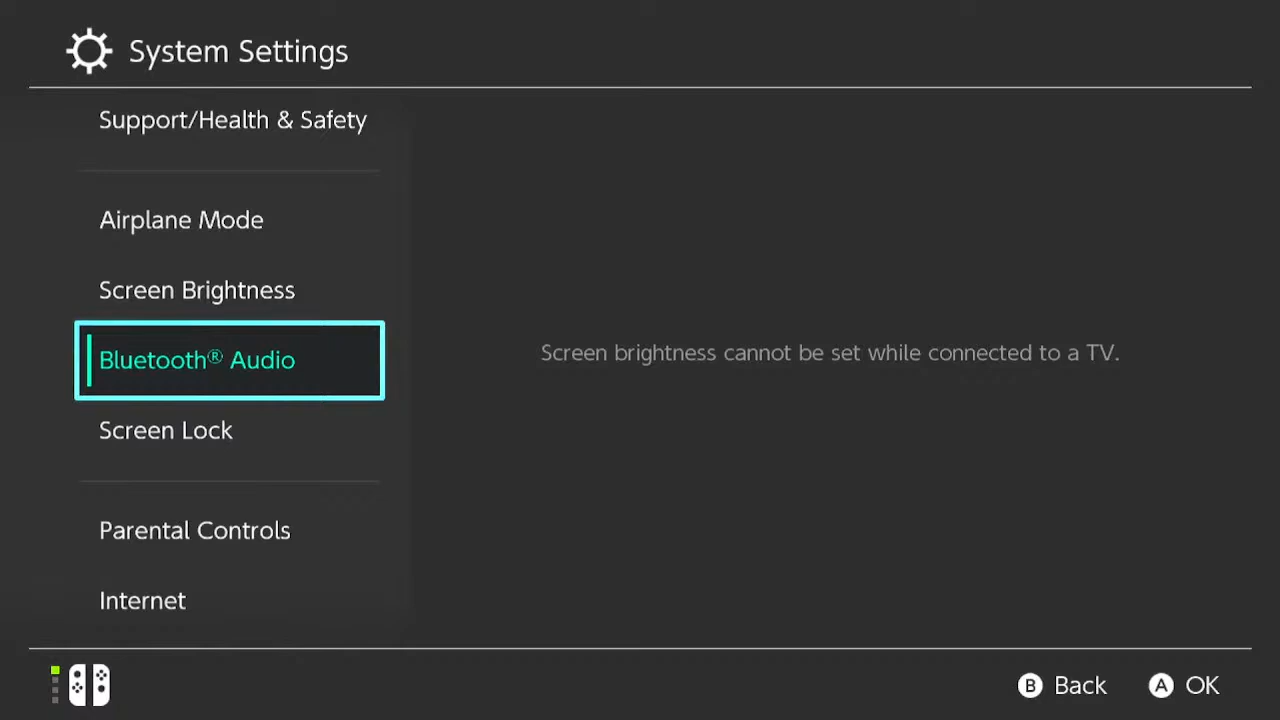 System Settings
Support/Health & Safety
Airplane Mode
Screen Brightness
Bluetooth® Audio
Screen Lock
Parental Controls
Internet
Screen brightness cannot be set while connected to a TV.
B Back
A OK